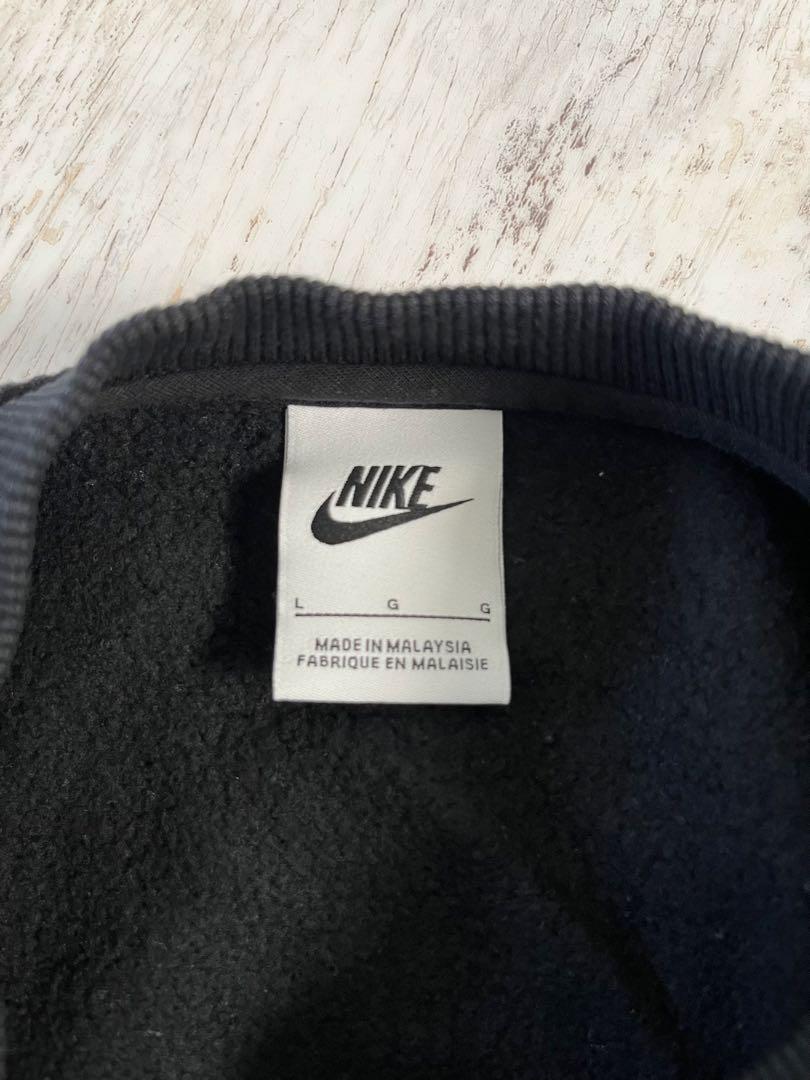 NIKE
L G G
MADE IN MALAYSIA
FABRIQUE EN MALAISIE